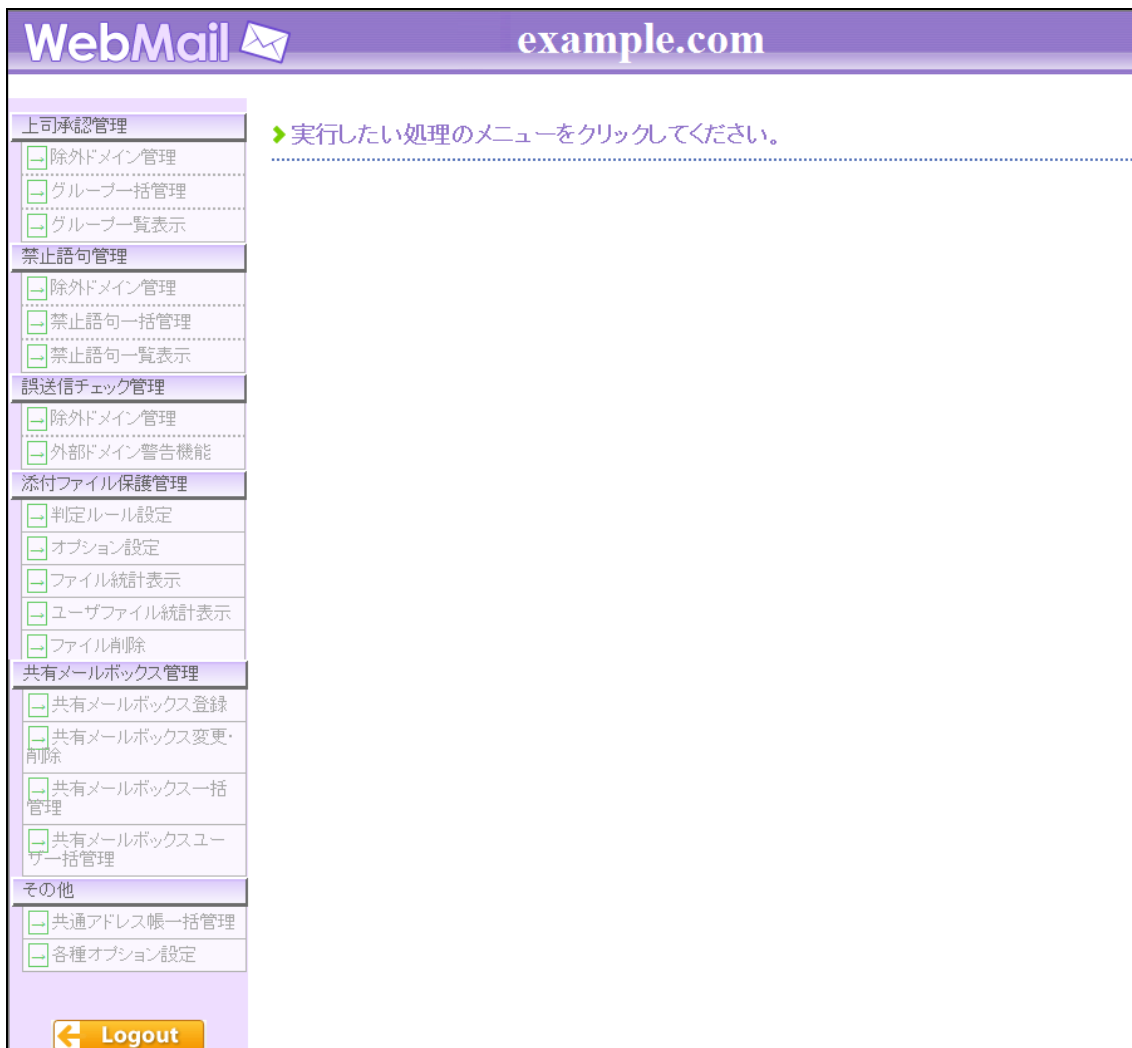 WebMail
example.com
上司承認管理
除外ドメイン管理
グループ一括管理
グループ一覧表示
禁止語句管理
除外ドメイン管理
禁止語句一括管理
禁止語句一覧表示
誤送信チェック管理
除外ドメイン管理
外部ドメイン警告機能
添付ファイル保護管理
判定ルール設定
オプション設定
ファイル統計表示
ユーザファイル統計表示
ファイル削除
共有メールボックス管理
共有メールボックス登録
共有メールボックス変更・
削除
共有メールボックス一括
管理
共有メールボックスユー
ザ一括管理
その他
共通アドレス帳一括管理
各種オプション設定
Logout
実行したい処理のメニューをクリックしてください。